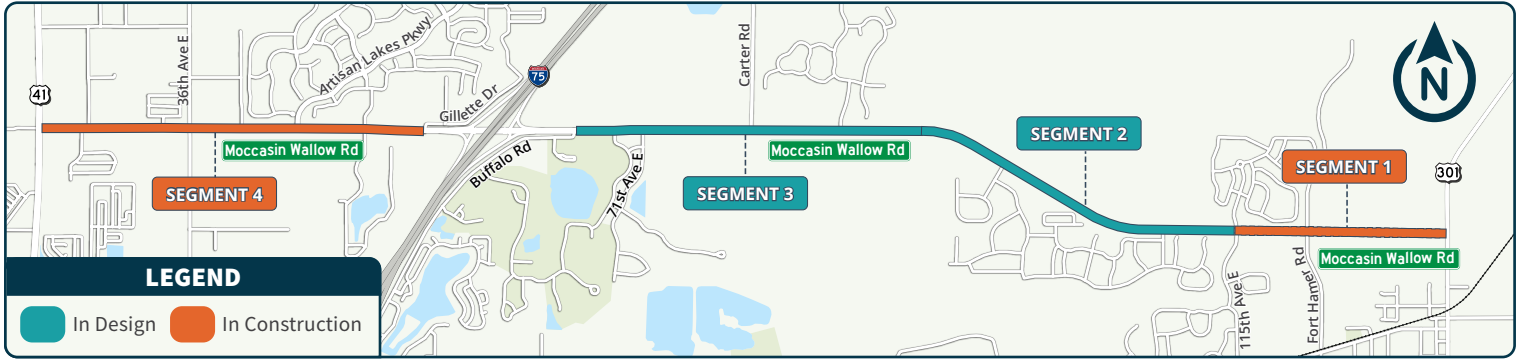 41
36th Ave E
Artisan Lakes Pkwy
Gillette Dr
75
Carter Rd
N
Moccasin Wallow Rd
SEGMENT 4
Buffalo Rd
71st Ave E
Moccasin Wallow Rd
SEGMENT 3
SEGMENT 2
SEGMENT 1
301
Moccasin Wallow Rd
115th Ave E
Fort Hamer Rd
LEGEND
In Design
In Construction